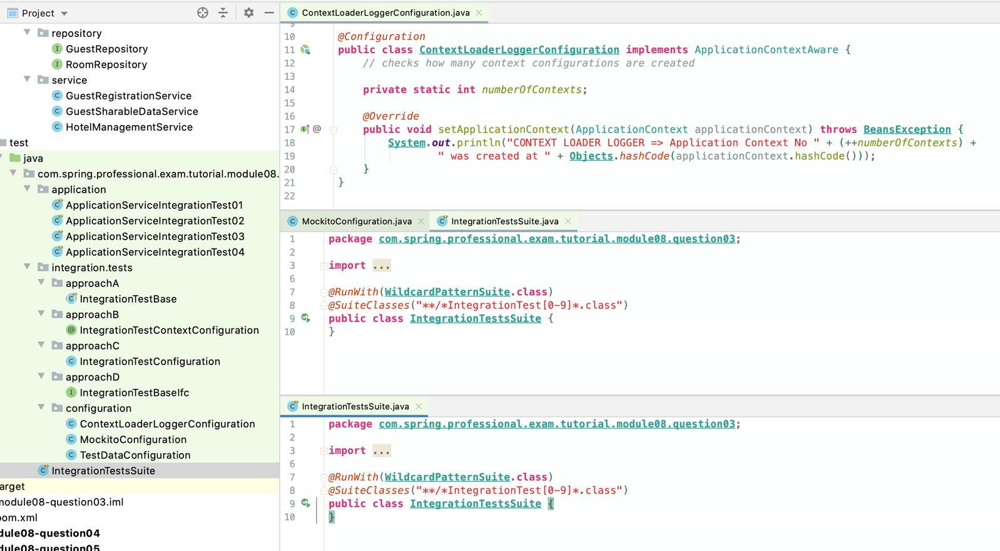 Project
repository
GuestRepository
RoomRepository
service
GuestRegistrationService
GuestSharableDataService
HotelManagementService
test
java
com.spring.professional.exam.tutorial.module08.
application
ApplicationServiceIntegrationTest01
ApplicationServiceIntegrationTest02
ApplicationServiceIntegrationTest03
ApplicationServiceIntegrationTest04
integration.tests
approachA
IntegrationTestBase
approachB
IntegrationTestContextConfiguration
approachC
IntegrationTestConfiguration
approachD
IntegrationTestBaseIfc
configuration
ContextLoaderLoggerConfiguration
MockitoConfiguration
TestDataConfiguration
IntegrationTestsSuite
arget
module08-question03.iml
pom.xml
dule08-question04
dule08-question05
ContextLoaderLoggerConfiguration.java
9
10 @Configuration
11 public class ContextLoaderLoggerConfiguration implements ApplicationContextAware {
12 // checks how many context configurations are created
13
14 private static int numberOfContexts;
15
16 @Override
17 @ public void setApplicationContext(ApplicationContext applicationContext) throws BeansException {
18 System.out.println("CONTEXT LOADER LOGGER => Application Context No " + (++numberOfContexts) +
19 " was created at " + Objects.hashCode(applicationContext.hashCode()));
20 }
21 }
22
MockitoConfiguration.java IntegrationTestsSuite.java
1 package com.spring.professional.exam.tutorial.module08.question03;
2
3 import ...
6
7 @RunWith(WildcardPatternSuite.class)
8 @SuiteClasses("**/*IntegrationTest[0-9]*.class")
9 public class IntegrationTestsSuite {
10 }
IntegrationTestsSuite.java
1 package com.spring.professional.exam.tutorial.module08.question03;
2
3 import ...
6
7 @RunWith(WildcardPatternSuite.class)
8 @SuiteClasses("**/*IntegrationTest[0-9]*.class")
9 public class IntegrationTestsSuite {
10 }